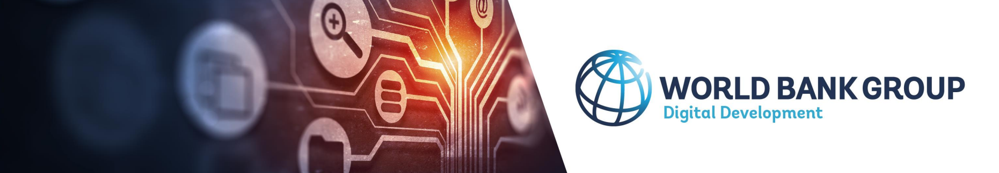 @
WORLD BANK GROUP
Digital Development